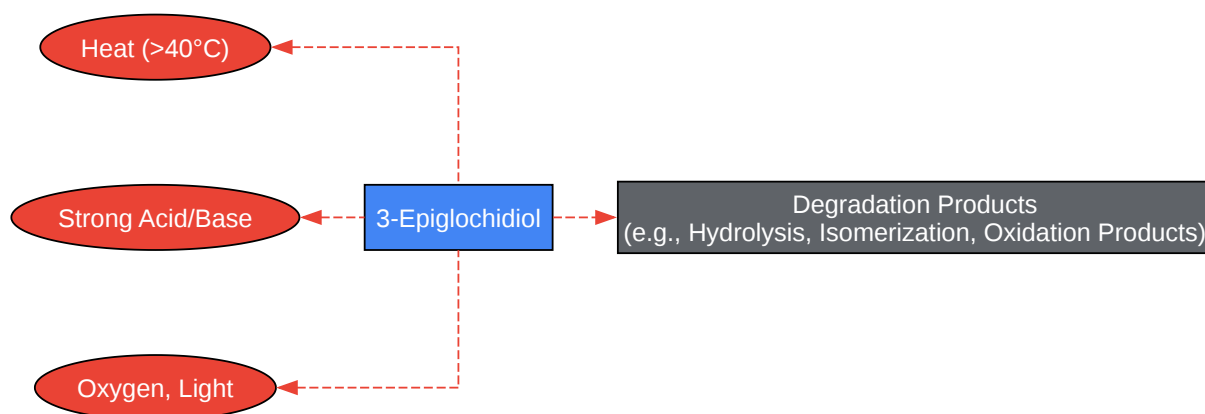 Heat (>40°C)
Strong Acid/Base
3-Epiglochidiol
Degradation Products
(e.g., Hydrolysis, Isomerization, Oxidation Products)
Oxygen, Light